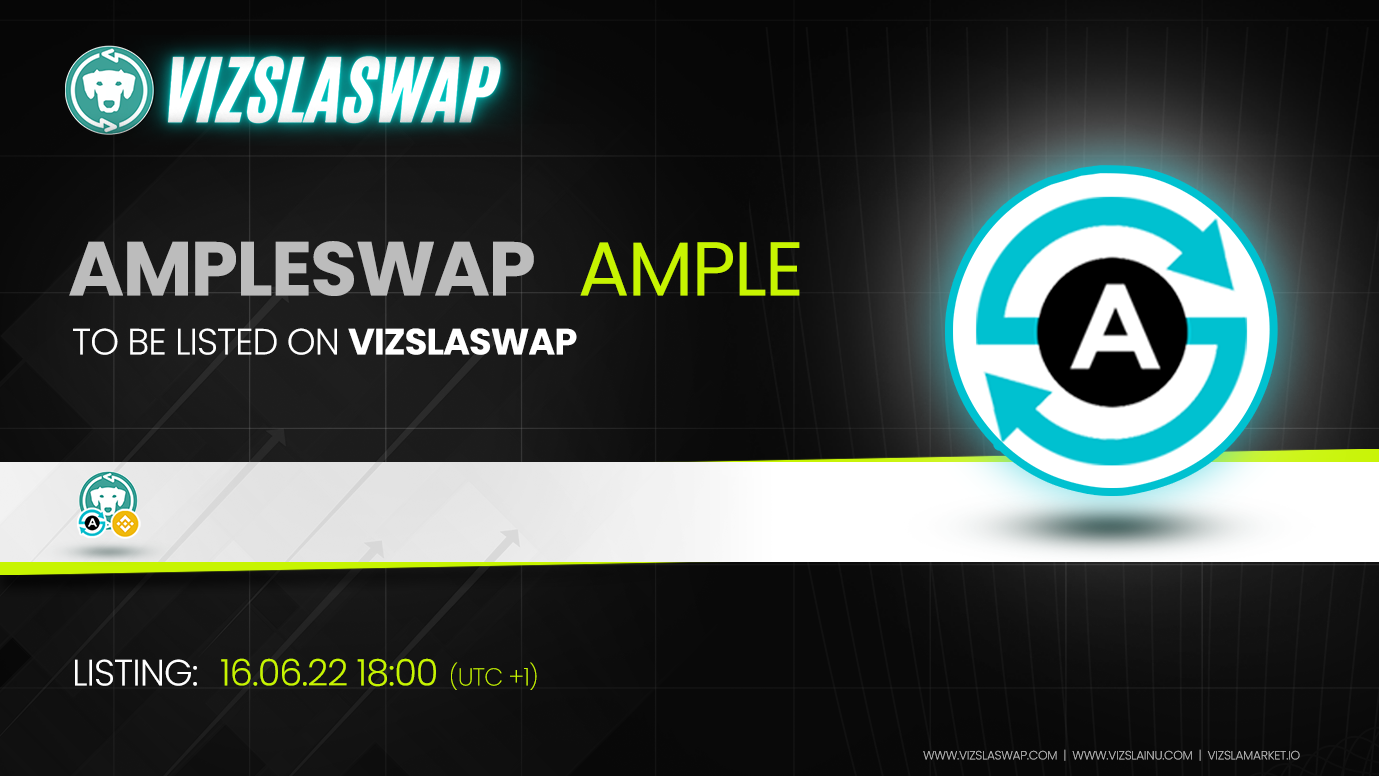 VIZSLASWAP
AMPLESWAP AMPLE
TO BE LISTED ON VIZSLASWAP
A
A
LISTING: 16.06.22 18:00 (UTC +1)
WWW.VIZSLASWAP.COM | WWW.VIZSLAINU.COM | VIZSLAMARKET.IO